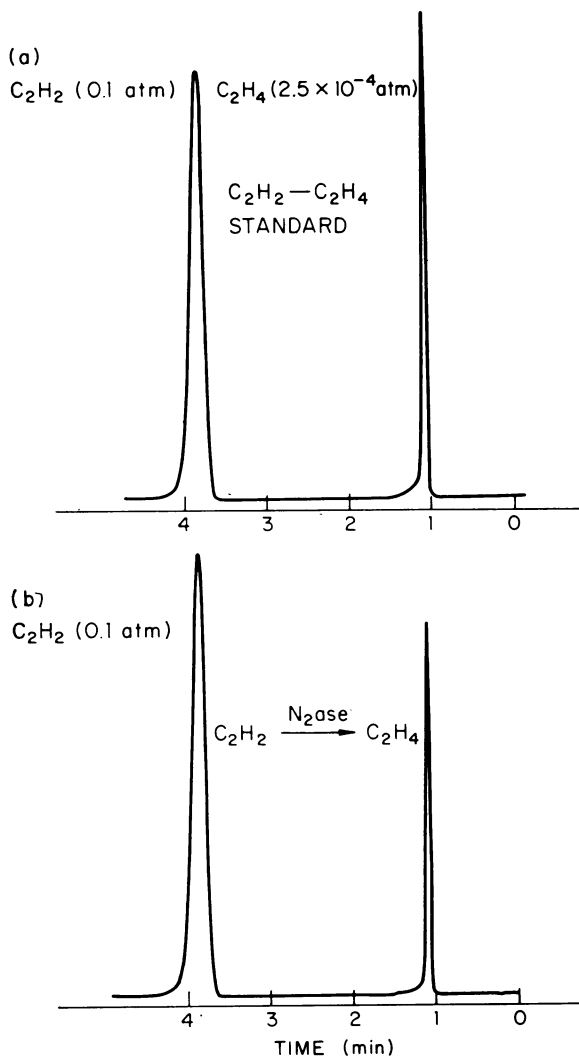 (a)
C₂H₂ (0.1 atm) C₂H₄ (2.5 × 10⁻⁴ atm)
C₂H₂—C₂H₄
STANDARD
4 3 2 1 0
(b)
C₂H₂ (0.1 atm)
N₂ase
C₂H₂ ⟶ C₂H₄
4 3 2 1 0
TIME (min)